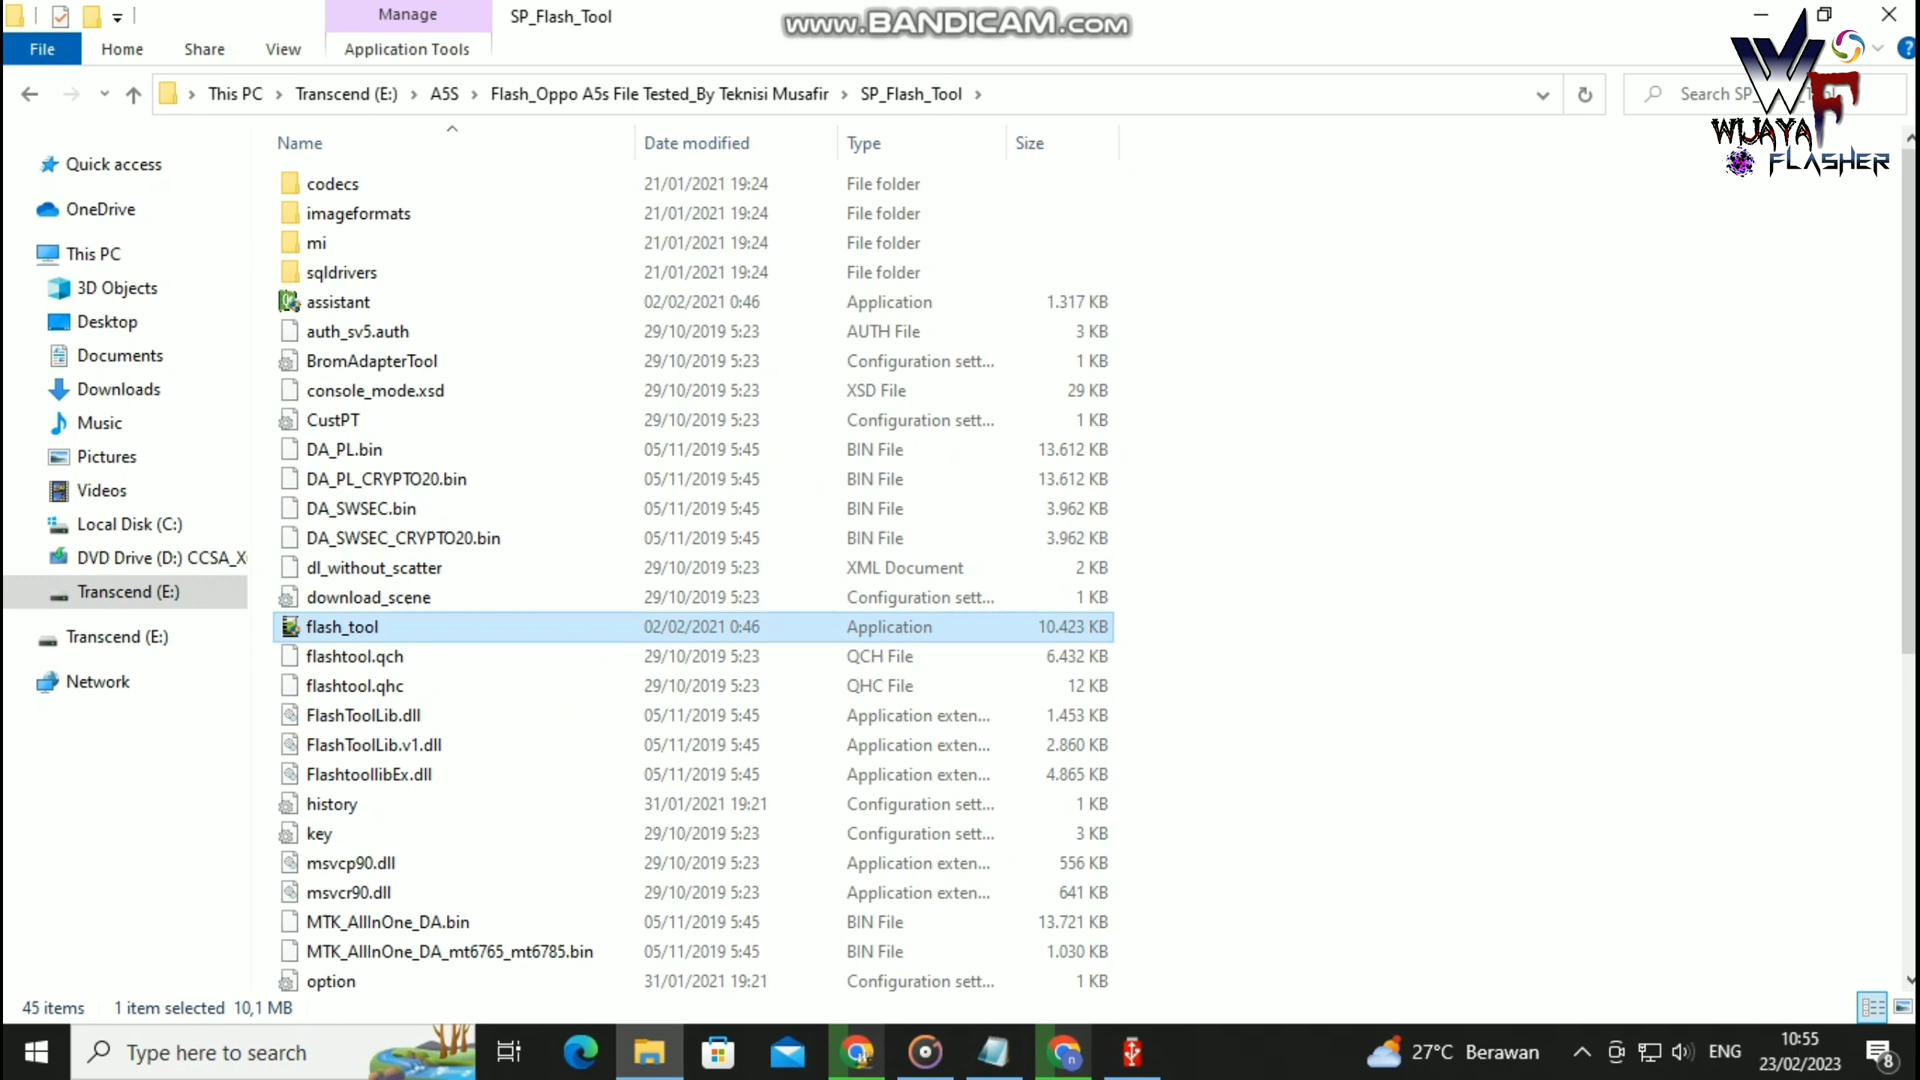 Manage
SP_Flash_Tool
www.BANDICAM.com
File
Home
Share
View
Application Tools
This PC
Transcend (E:)
A5S
Flash_Oppo A5s File Tested_By Teknisi Musafir
SP_Flash_Tool
Search SP_
WF
WIJAYA
FLASHER
Name
Date modified
Type
Size
Quick access
OneDrive
This PC
3D Objects
Desktop
Documents
Downloads
Music
Pictures
Videos
Local Disk (C:)
DVD Drive (D:) CCSA_X
Transcend (E:)
Transcend (E:)
Network
codecs 21/01/2021 19:24 File folder
imageformats 21/01/2021 19:24 File folder
mi 21/01/2021 19:24 File folder
sqldrivers 21/01/2021 19:24 File folder
assistant 02/02/2021 0:46 Application 1.317 KB
auth_sv5.auth 29/10/2019 5:23 AUTH File 3 KB
BromAdapterTool 29/10/2019 5:23 Configuration sett... 1 KB
console_mode.xsd 29/10/2019 5:23 XSD File 29 KB
CustPT 29/10/2019 5:23 Configuration sett... 1 KB
DA_PL.bin 05/11/2019 5:45 BIN File 13.612 KB
DA_PL_CRYPTO20.bin 05/11/2019 5:45 BIN File 13.612 KB
DA_SWSEC.bin 05/11/2019 5:45 BIN File 3.962 KB
DA_SWSEC_CRYPTO20.bin 05/11/2019 5:45 BIN File 3.962 KB
dl_without_scatter 29/10/2019 5:23 XML Document 2 KB
download_scene 29/10/2019 5:23 Configuration sett... 1 KB
flash_tool 02/02/2021 0:46 Application 10.423 KB
flashtool.qch 29/10/2019 5:23 QCH File 6.432 KB
flashtool.qhc 29/10/2019 5:23 QHC File 12 KB
FlashToolLib.dll 05/11/2019 5:45 Application exten... 1.453 KB
FlashToolLib.v1.dll 05/11/2019 5:45 Application exten... 2.860 KB
FlashtoollibEx.dll 05/11/2019 5:45 Application exten... 4.865 KB
history 31/01/2021 19:21 Configuration sett... 1 KB
key 29/10/2019 5:23 Configuration sett... 3 KB
msvcp90.dll 29/10/2019 5:23 Application exten... 556 KB
msvcr90.dll 29/10/2019 5:23 Application exten... 641 KB
MTK_AllInOne_DA.bin 05/11/2019 5:45 BIN File 13.721 KB
MTK_AllInOne_DA_mt6765_mt6785.bin 05/11/2019 5:45 BIN File 1.030 KB
option 31/01/2021 19:21 Configuration sett... 1 KB
45 items
1 item selected 10,1 MB
Type here to search
27°C Berawan
ENG
10:55
23/02/2023
8